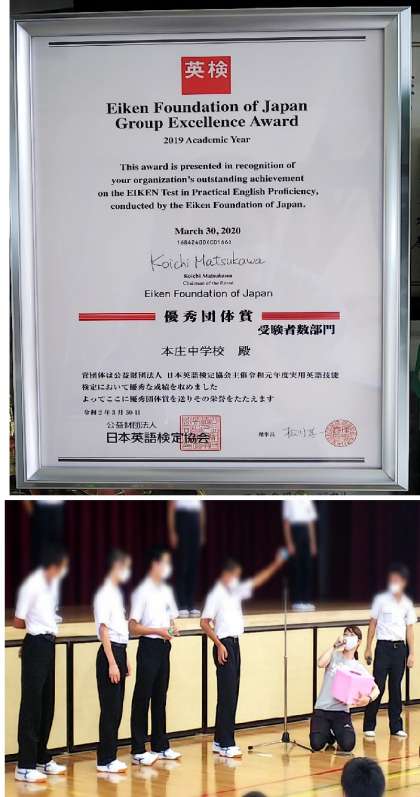 英検
Eiken Foundation of Japan
Group Excellence Award
2019 Academic Year
This award is presented in recognition of
your organization's outstanding achievement
on the EIKEN Test in Practical English Proficiency,
conducted by the Eiken Foundation of Japan.
March 30, 2020
Koichi Matsukawa
Koichi Matsukawa
Chairman of the Board
Eiken Foundation of Japan
優秀団体賞
受験者数部門
本庄中学校 殿
貴団体は公益財団法人 日本英語検定協会主催令和元年度実用英語技能
検定において優秀な成績を収めました
よってここに優秀団体賞を送りその栄誉をたたえます
令和2年3月30日
公益財団法人
日本英語検定協会
理事長